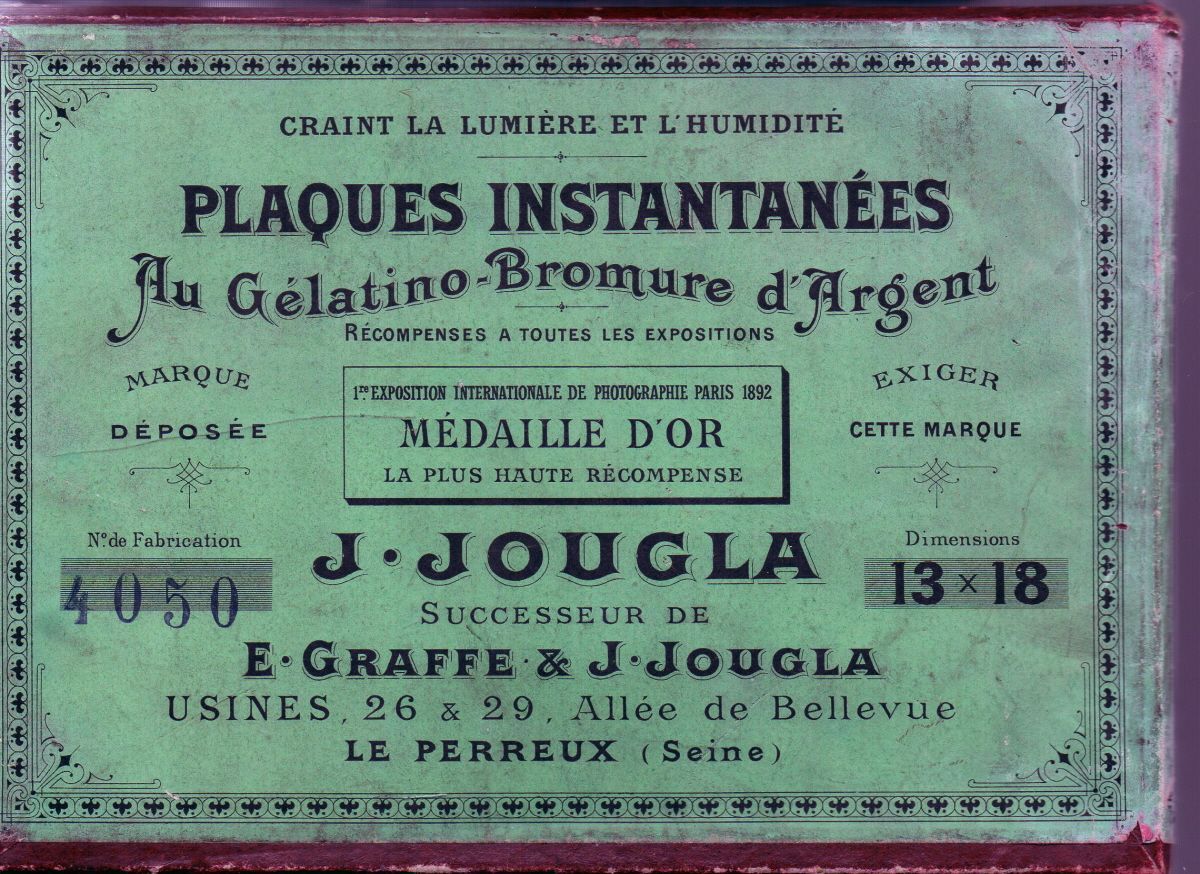 CRAINT LA LUMIÈRE ET L'HUMIDITÉ
PLAQUES INSTANTANÉES
Au Gélatino-Bromure d'Argent
RÉCOMPENSES A TOUTES LES EXPOSITIONS
MARQUE
DÉPOSÉE
1re EXPOSITION INTERNATIONALE DE PHOTOGRAPHIE PARIS 1892
MÉDAILLE D'OR
LA PLUS HAUTE RÉCOMPENSE
EXIGER
CETTE MARQUE
No. de Fabrication
4050
J. JOUGLA
Dimensions
13 x 18
SUCCESSEUR DE
E. GRAFFE & J. JOUGLA
USINES, 26 & 29, Allée de Bellevue
LE PERREUX (Seine)